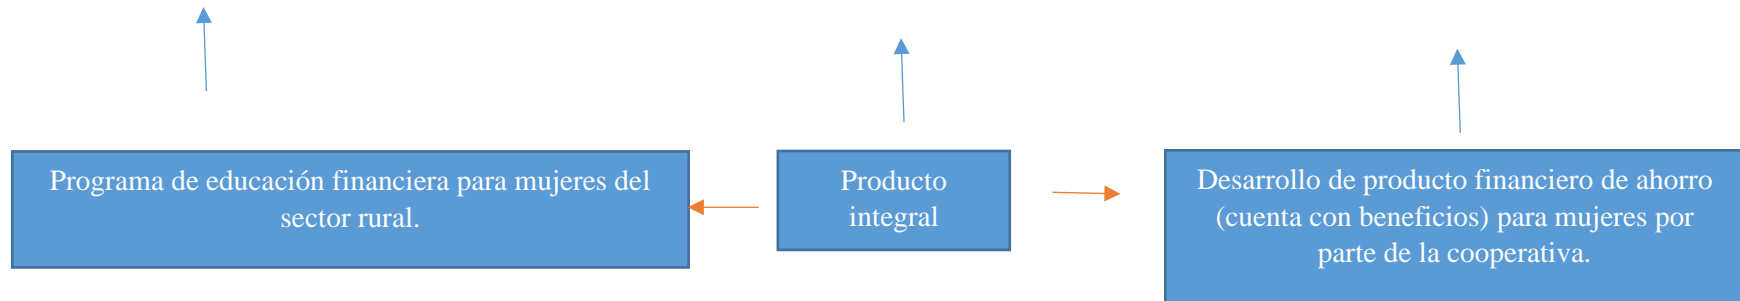 Programa de educación financiera para mujeres del
sector rural.
Producto
integral
Desarrollo de producto financiero de ahorro
(cuenta con beneficios) para mujeres por
parte de la cooperativa.